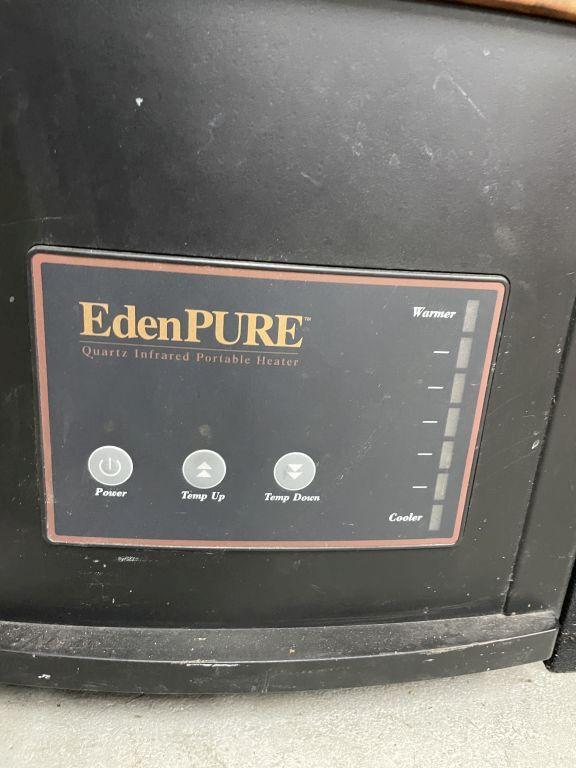 EdenPURE™
Quartz Infrared Portable Heater
Warmer
Power
Temp Up
Temp Down
Cooler